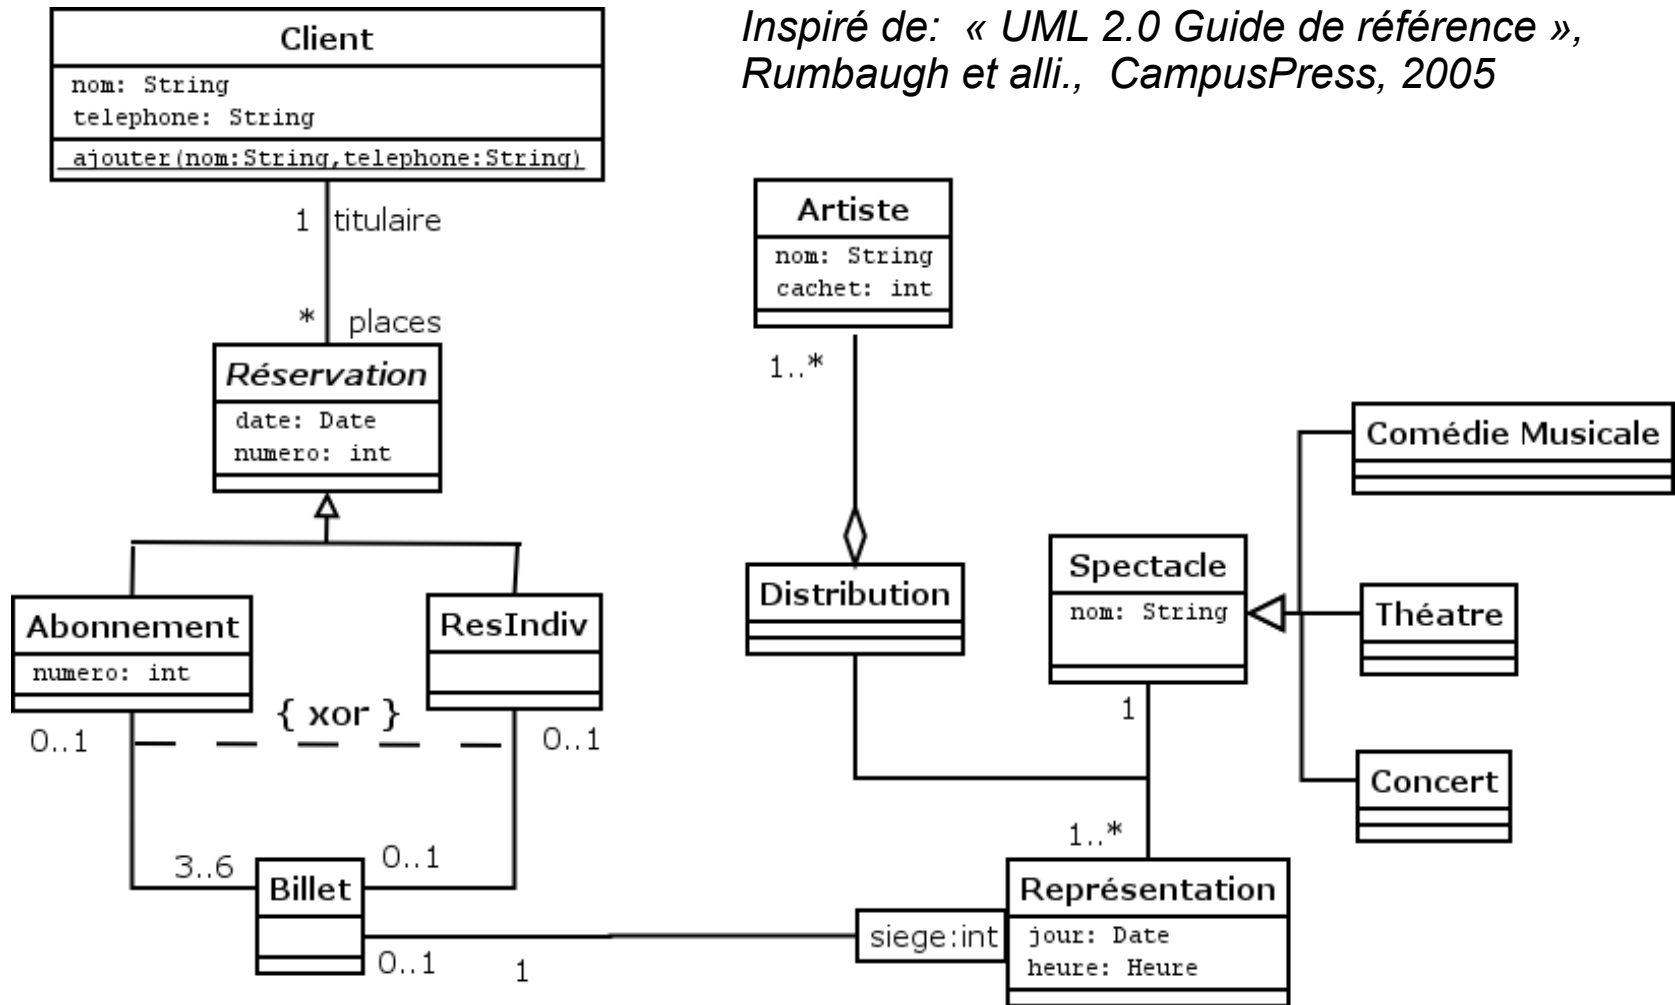 Inspiré de: « UML 2.0 Guide de référence »,
Rumbaugh et alli., CampusPress, 2005
Client
nom: String
telephone: String
ajouter(nom:String,telephone:String)
1 titulaire
* places
Réservation
date: Date
numero: int
Abonnement
numero: int
ResIndiv
{ xor }
0..1
0..1
3..6
0..1
Billet
0..1
1
siege:int
Artiste
nom: String
cachet: int
1..*
Distribution
Spectacle
nom: String
1
1..*
Représentation
jour: Date
heure: Heure
Comédie Musicale
Théatre
Concert